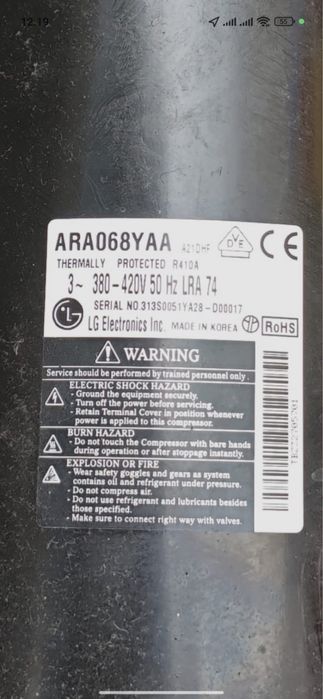 12.19
55
ARA068YAA A21DHF DVE CE
THERMALLY PROTECTED R410A
3~ 380-420V 50 Hz LRA 74
SERIAL NO.313S0051YA28-D00017
LG LG Electronics Inc. MADE IN KOREA RoHS
WARNING
Service should be performed by trained personnel only .
ELECTRIC SHOCK HAZARD
- Ground the equipment securely.
- Turn off the power before servicing.
- Retain Terminal Cover in position whenever
power is applied to this compressor.
BURN HAZARD
- Do not touch the Compressor with bare hands
during operation or after stoppage instantly.
EXPLOSION OR FIRE
- Wear safety goggles and gears as system
contains oil and refrigerant under pressure.
- Do not compress air.
- Do not use refrigerant and lubricants besides
those specified.
- Make sure to connect right way with valves.